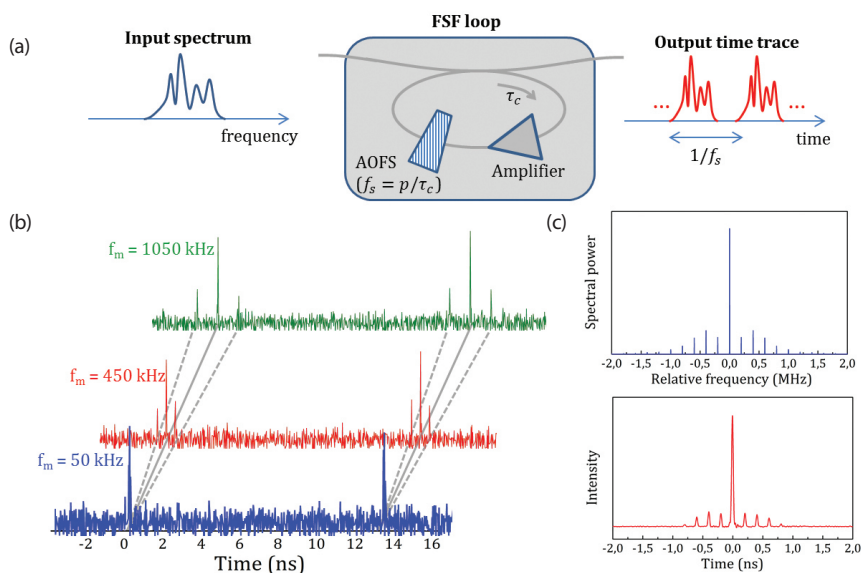 (a)
Input spectrum
frequency
FSF loop
τc
AOFS
(fs = p/τc)
Amplifier
Output time trace
...
...
time
1/fs
(b)
fm = 1050 kHz
fm = 450 kHz
fm = 50 kHz
-2 0 2 4 6 8 10 12 14 16
Time (ns)
(c)
Spectral power
-2,0 -1,5 -1,0 -0,5 0,0 0,5 1,0 1,5 2,0
Relative frequency (MHz)
Intensity
-2,0 -1,5 -1,0 -0,5 0,0 0,5 1,0 1,5 2,0
Time (ns)